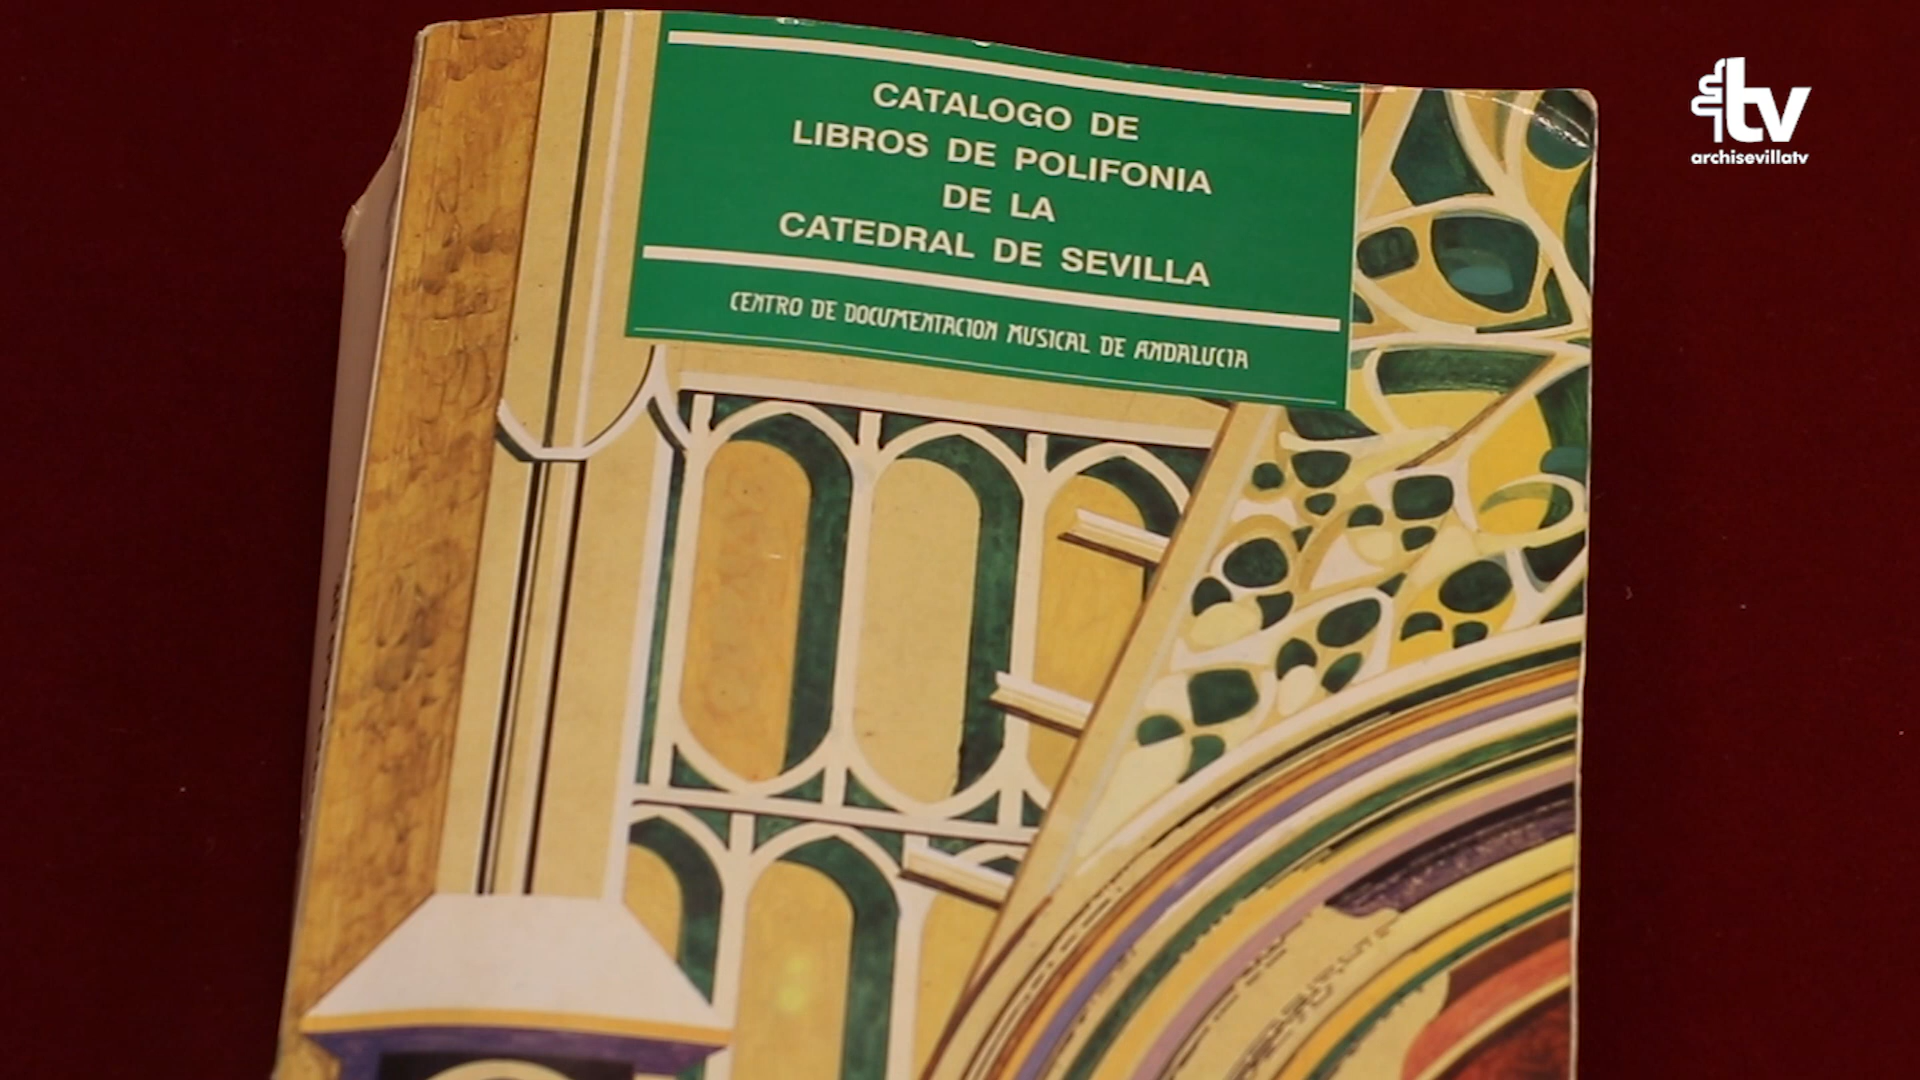 CATALOGO DE
LIBROS DE POLIFONIA
DE LA
CATEDRAL DE SEVILLA
CENTRO DE DOCUMENTACION MUSICAL DE ANDALUCIA
tv
archisevillatv